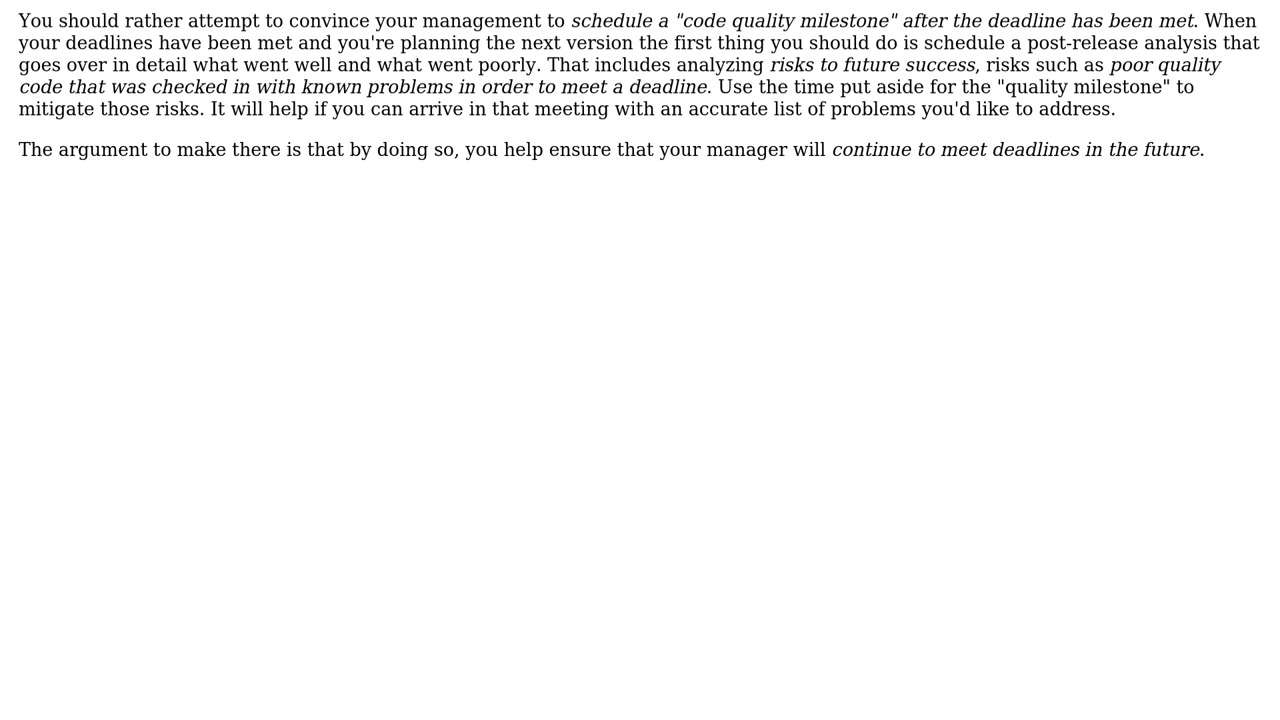 You should rather attempt to convince your management to schedule a "code quality milestone" after the deadline has been met. When
your deadlines have been met and you're planning the next version the first thing you should do is schedule a post-release analysis that
goes over in detail what went well and what went poorly. That includes analyzing risks to future success, risks such as poor quality
code that was checked in with known problems in order to meet a deadline. Use the time put aside for the "quality milestone" to
mitigate those risks. It will help if you can arrive in that meeting with an accurate list of problems you'd like to address.
The argument to make there is that by doing so, you help ensure that your manager will continue to meet deadlines in the future.